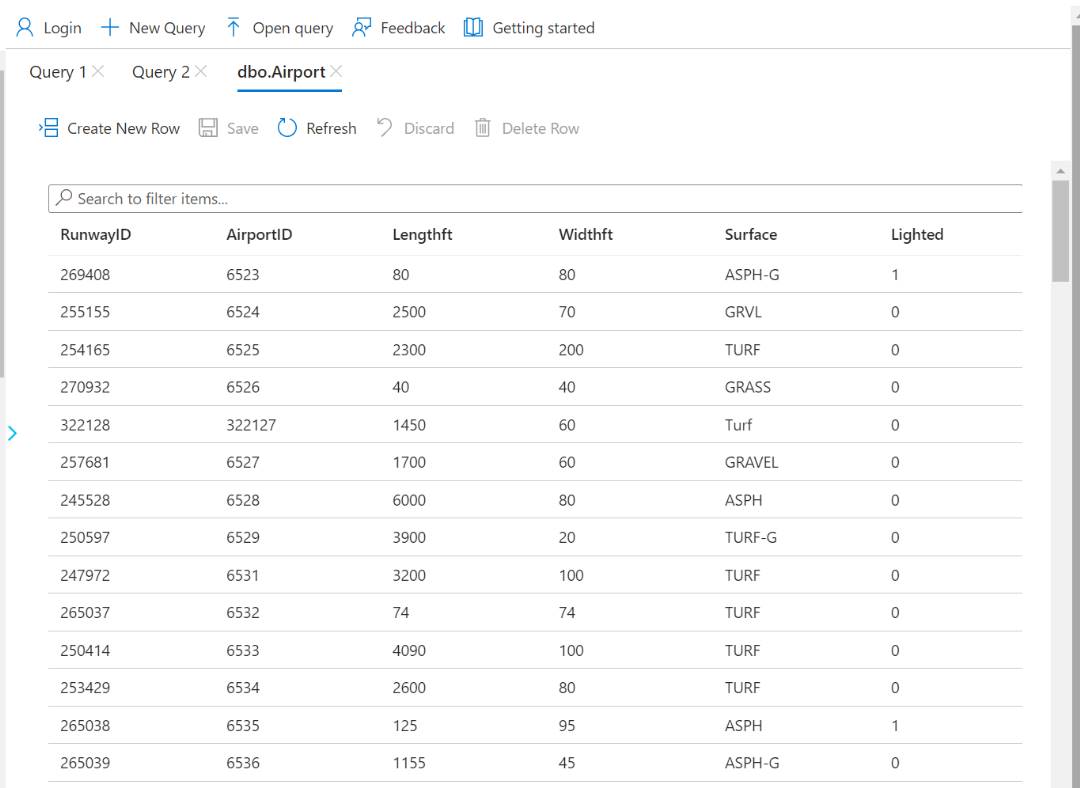 Login New Query Open query Feedback Getting started
Query 1 Query 2 dbo.Airport
Create New Row Save Refresh Discard Delete Row
Search to filter items...
RunwayID AirportID Lengthft Widthft Surface Lighted
269408 6523 80 80 ASPH-G 1
255155 6524 2500 70 GRVL 0
254165 6525 2300 200 TURF 0
270932 6526 40 40 GRASS 0
322128 322127 1450 60 Turf 0
257681 6527 1700 60 GRAVEL 0
245528 6528 6000 80 ASPH 0
250597 6529 3900 20 TURF-G 0
247972 6531 3200 100 TURF 0
265037 6532 74 74 TURF 0
250414 6533 4090 100 TURF 0
253429 6534 2600 80 TURF 0
265038 6535 125 95 ASPH 1
265039 6536 1155 45 ASPH-G 0